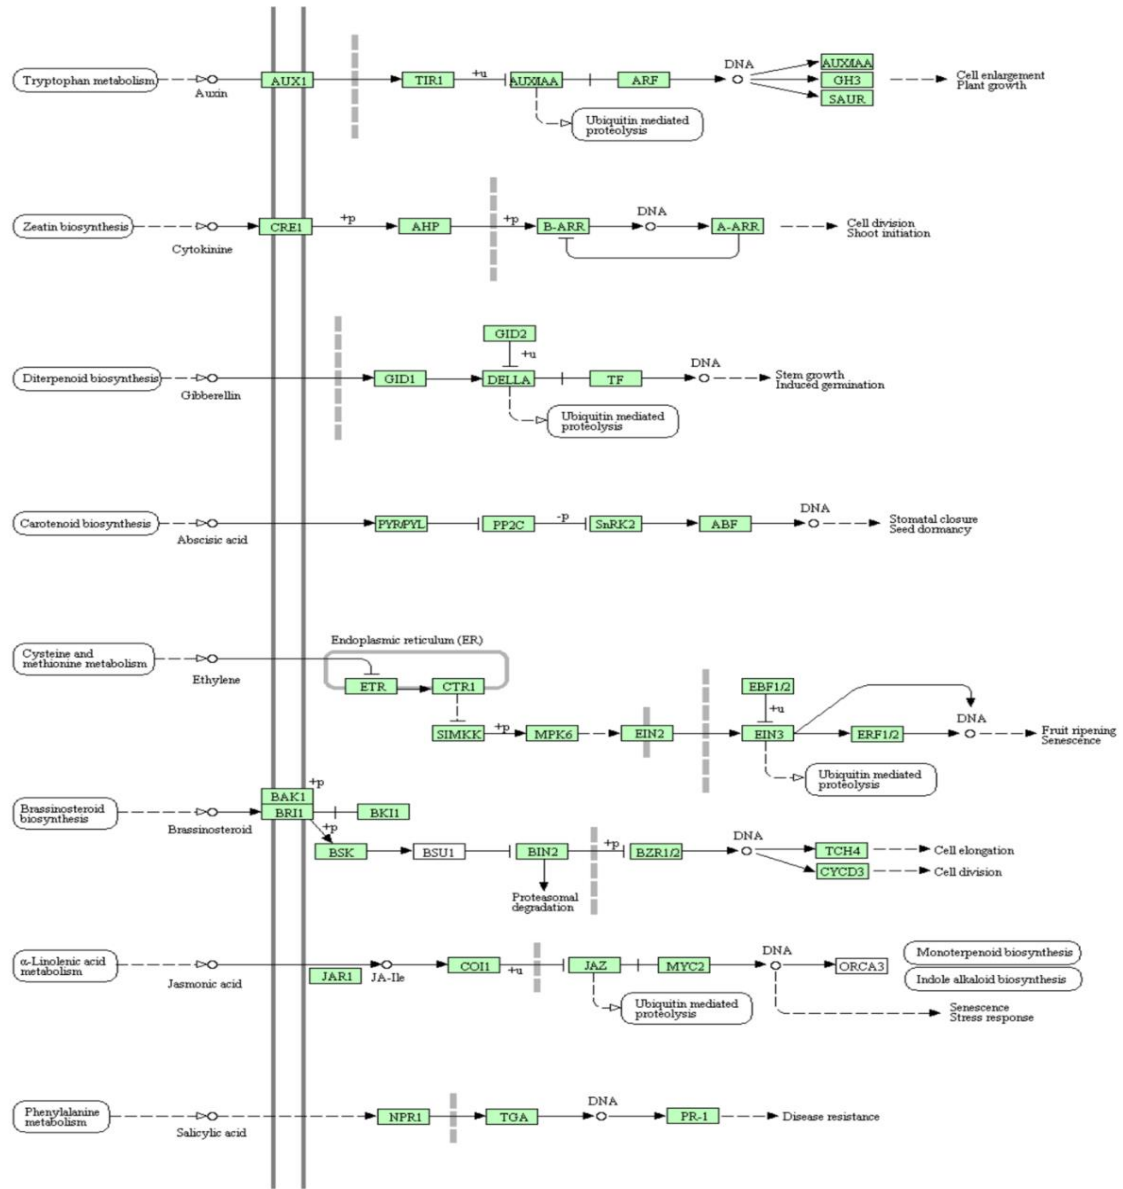 DNA
Tryptophan metabolism
Auxin
AUX1
TIR1
+u
AUX/IAA
ARF
AUX/IAA
GH3
SAUR
Cell enlargement
Plant growth
Ubiquitin mediated
proteolysis
Zeatin biosynthesis
Cytokinine
CRE1
+p
AHP
+p
B-ARR
DNA
A-ARR
Cell division
Shoot initiation
GID2
+u
Diterpenoid biosynthesis
Gibberellin
GID1
DELLA
TF
DNA
Stem growth
Induced germination
Ubiquitin mediated
proteolysis
Carotenoid biosynthesis
Abscisic acid
PYR/PYL
PP2C
-p
SnRK2
ABF
DNA
Stomatal closure
Seed dormancy
Endoplasmic reticulum (ER)
Cysteine and
methionine metabolism
Ethylene
ETR
CTR1
EBF1/2
+u
SIMKK
+p
MPK6
EIN2
EIN3
ERF1/2
DNA
Fruit ripening
Senescence
Ubiquitin mediated
proteolysis
Brassinosteroid
biosynthesis
Brassinosteroid
BAK1
+p
BRI1
BKI1
+p
BSK
BSU1
BIN2
+p
BZR1/2
DNA
TCH4
Cell elongation
CYCD3
Cell division
Proteasomal
degradation
α-Linolenic acid
metabolism
Jasmonic acid
JAR1
JA-Ile
COI1
+u
JAZ
MYC2
DNA
ORCA3
Monoterpenoid biosynthesis
Indole alkaloid biosynthesis
Ubiquitin mediated
proteolysis
Senescence
Stress response
Phenylalanine
metabolism
Salicylic acid
NPR1
TGA
DNA
PR-1
Disease resistance